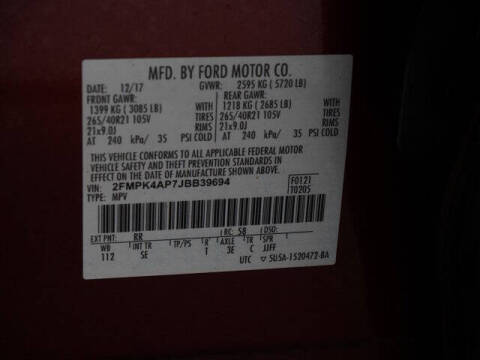 MFD. BY FORD MOTOR CO.
DATE: 12/17 GVWR: 2595 KG (5720 LB)
FRONT GAWR: REAR GAWR:
1399 KG (3085 LB) WITH 1218 KG (2685 LB) WITH
265/40R21 105V TIRES 265/40R21 105V TIRES
21x9.0J RIMS 21x9.0J RIMS
AT 240 kPa/ 35 PSI COLD AT 240 kPa/ 35 PSI COLD
THIS VEHICLE CONFORMS TO ALL APPLICABLE FEDERAL MOTOR
VEHICLE SAFETY AND THEFT PREVENTION STANDARDS IN
EFFECT ON THE DATE OF MANUFACTURE SHOWN ABOVE.
VIN: 2FMPK4AP7JBB39694 F0121
TYPE: MPV T0205
EXT PNT: RR RC: 58 DSO:
WB INT TR TP/PS R AXLE TR SPR
112 SE T 3E C JJFF
UTC 5U5A-1520472-BA